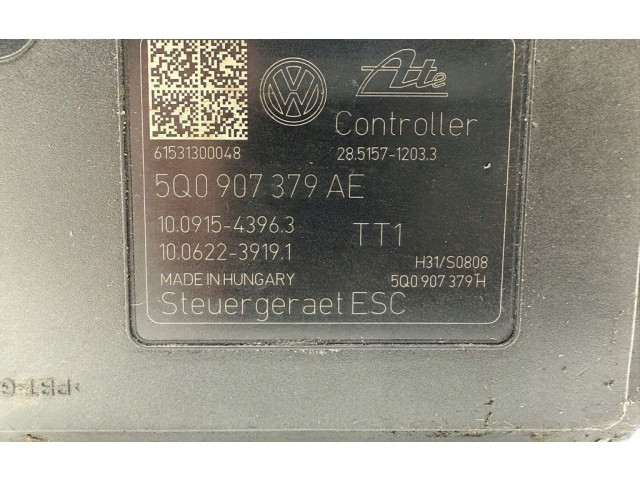 Ate
Controller
61531300048 28.5157-1203.3
5Q0 907 379 AE
10.0915-4396.3 TT1
10.0622-3919.1
H31/S0808
MADE IN HUNGARY 5Q0 907 379 H
Steuergeraet ESC